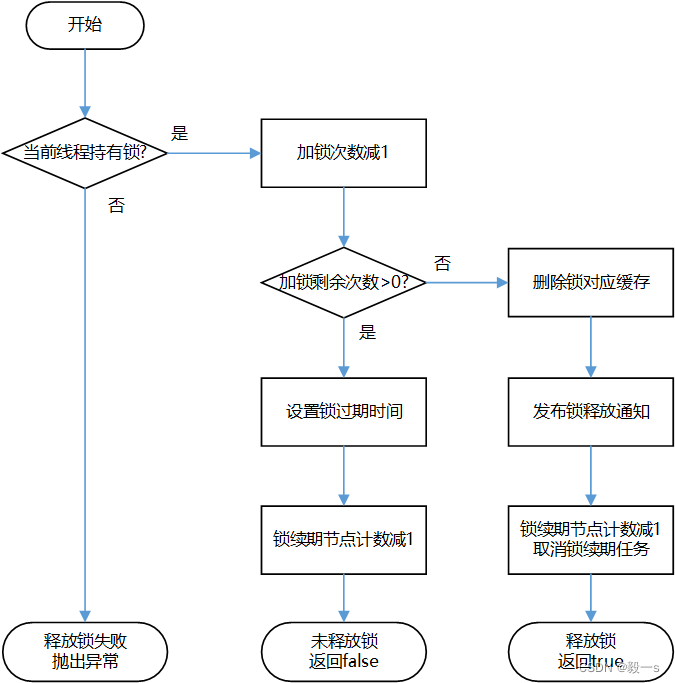 开始
当前线程持有锁?
是
否
加锁次数减1
加锁剩余次数>0?
否
是
删除锁对应缓存
设置锁过期时间
发布锁释放通知
锁续期节点计数减1
锁续期节点计数减1
取消锁续期任务
释放锁失败
抛出异常
未释放锁
返回false
释放锁
返回true
CSDN @毅一s